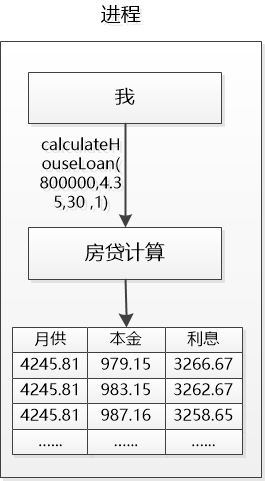 进程
我
calculateH
ouseLoan(
800000,4.3
5,30 ,1)
房贷计算
月供 本金 利息
4245.81 979.15 3266.67
4245.81 983.15 3262.67
4245.81 987.16 3258.65
...... ...... ......